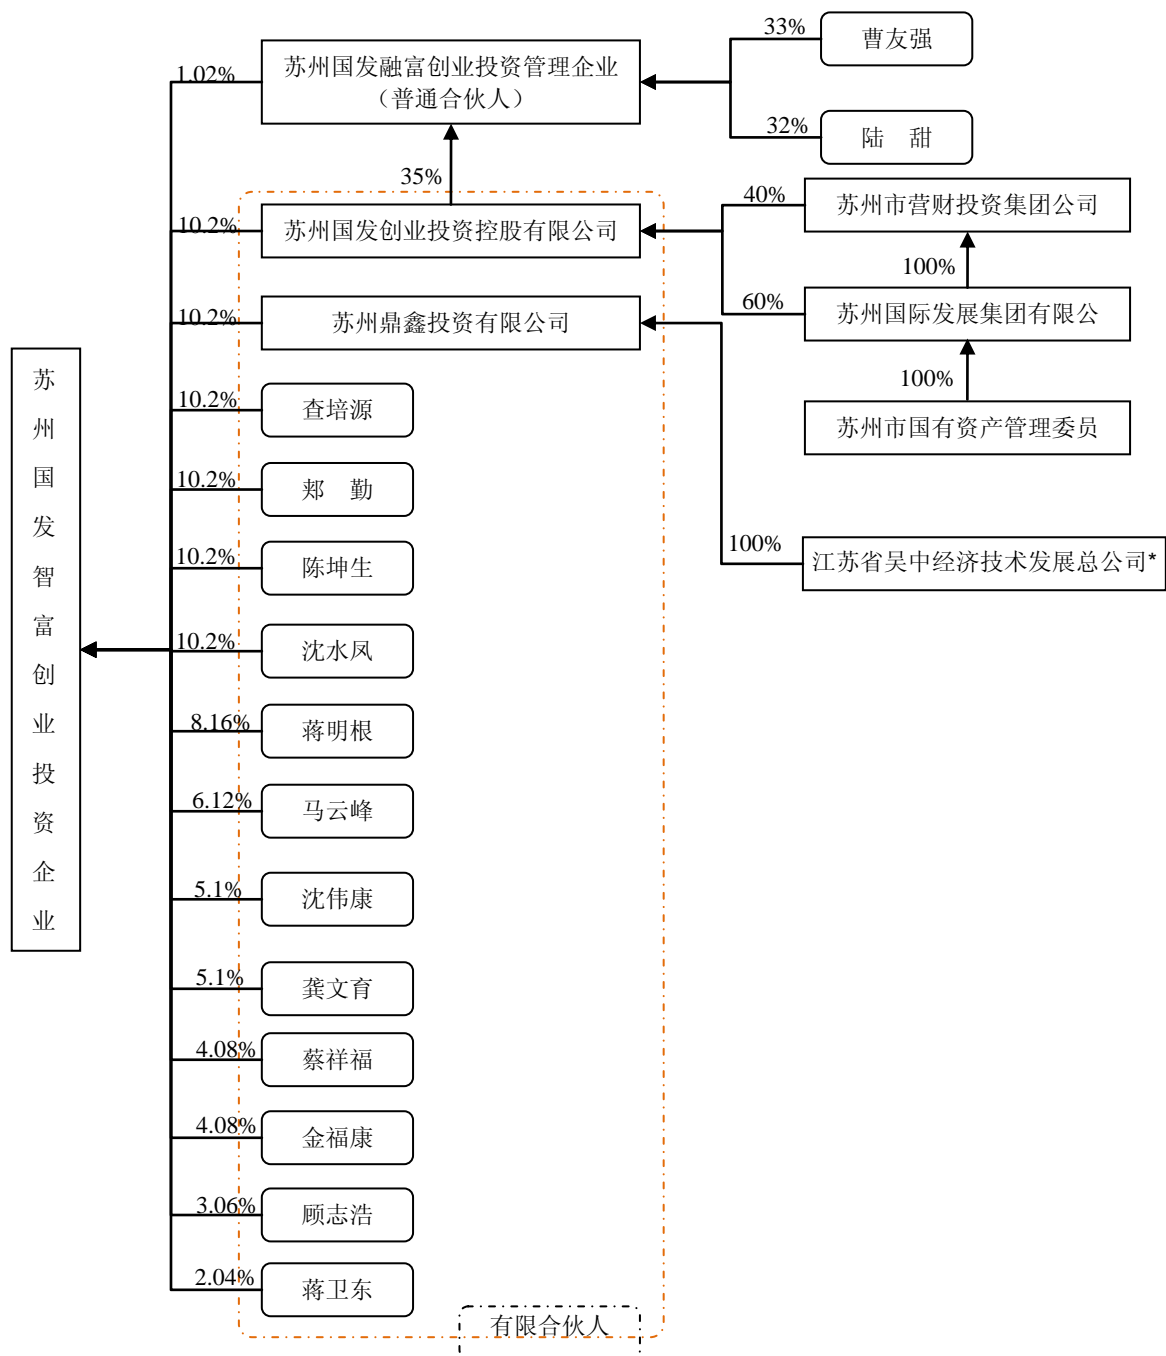 33%
曹友强
1.02%
苏州国发融富创业投资管理企业
（普通合伙人）
32%
陆 甜
35%
10.2%
苏州国发创业投资控股有限公司
40%
苏州市营财投资集团公司
100%
60%
苏州国际发展集团有限公
10.2%
苏州鼎鑫投资有限公司
100%
苏州市国有资产管理委员
100%
江苏省吴中经济技术发展总公司*
苏
州
国
发
智
富
创
业
投
资
企
业
10.2%
查培源
10.2%
郏 勤
10.2%
陈坤生
10.2%
沈水凤
8.16%
蒋明根
6.12%
马云峰
5.1%
沈伟康
5.1%
龚文育
4.08%
蔡祥福
4.08%
金福康
3.06%
顾志浩
2.04%
蒋卫东
有限合伙人